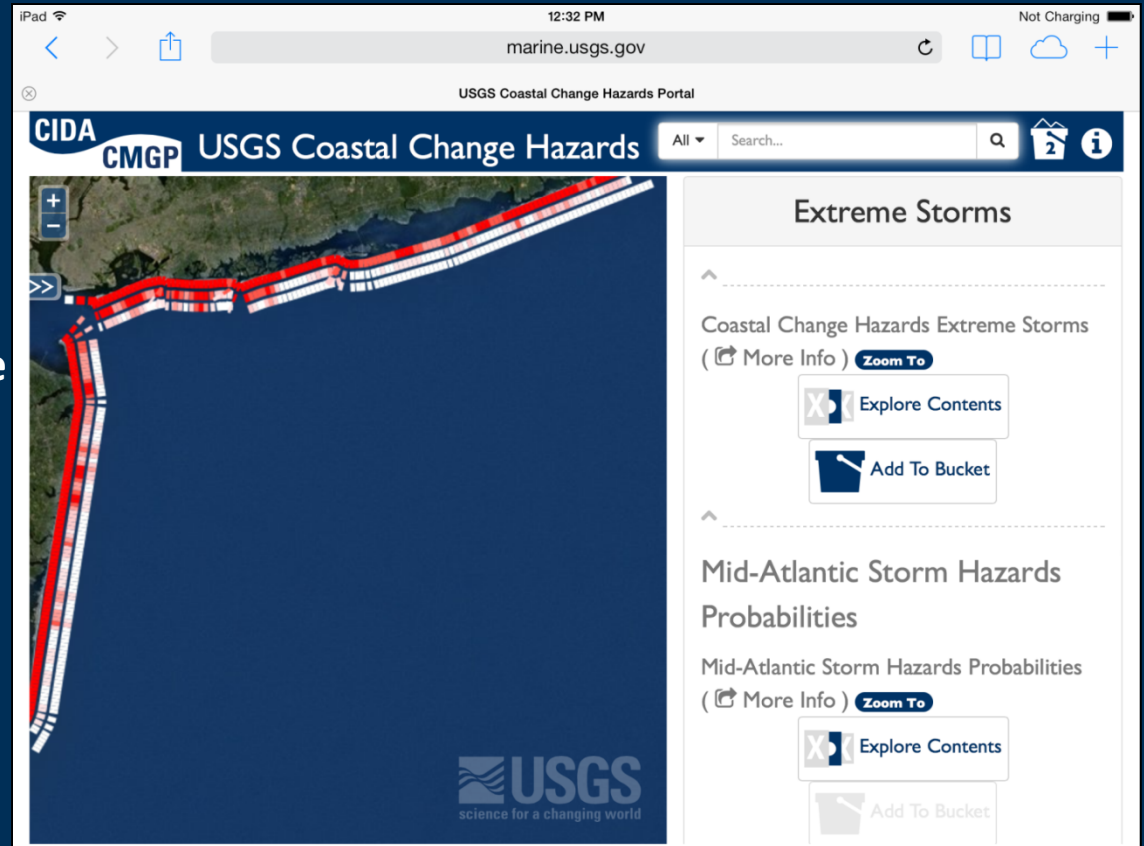 iPad 12:32 PM Not Charging
marine.usgs.gov
USGS Coastal Change Hazards Portal
CIDA
CMGP
USGS Coastal Change Hazards
All Search... 2 i
+
−
>>
e
Extreme Storms
Coastal Change Hazards Extreme Storms
( More Info ) Zoom To
Explore Contents
Add To Bucket
Mid-Atlantic Storm Hazards
Probabilities
Mid-Atlantic Storm Hazards Probabilities
( More Info ) Zoom To
Explore Contents
Add To Bucket
USGS
science for a changing world